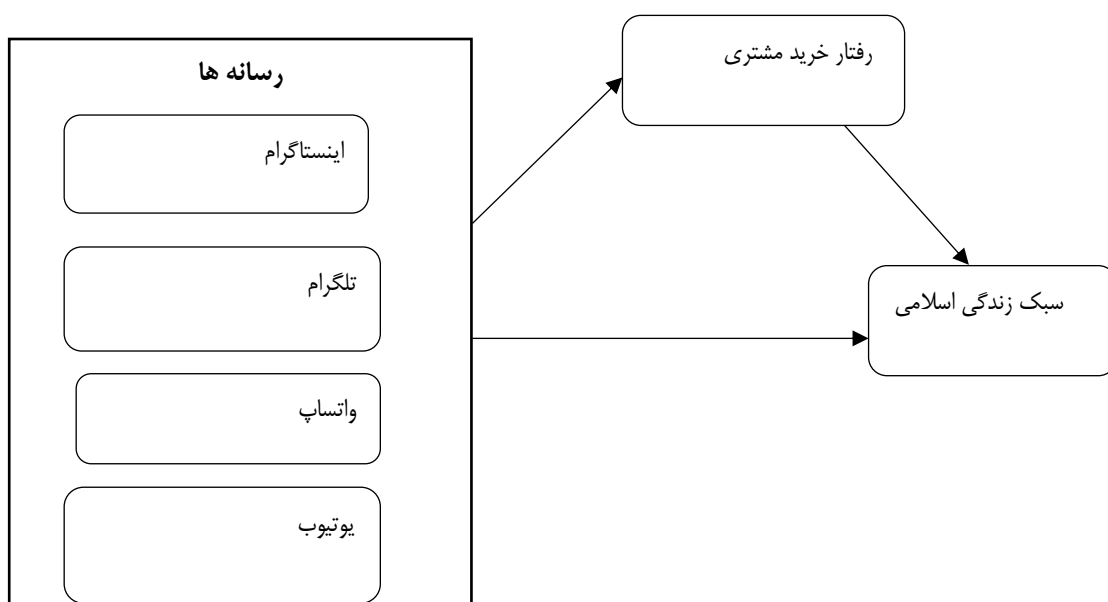 رسانه ها
اینستاگرام
تلگرام
واتساپ
یوتیوب
رفتار خرید مشتری
سبک زندگی اسلامی